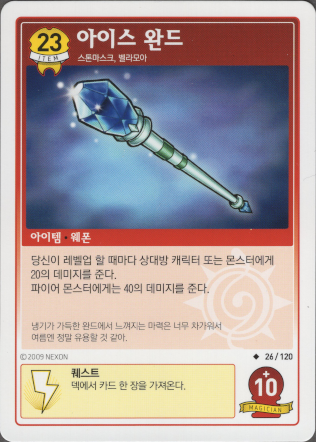 23
ITEM
아이스 완드
스톤마스크, 벨라모아
아이템 · 웨폰
당신이 레벨업 할 때마다 상대방 캐릭터 또는 몬스터에게
20의 데미지를 준다.
파이어 몬스터에게는 40의 데미지를 준다.
냉기가 가득한 완드에서 느껴지는 마력은 너무 차가워서
여름엔 정말 유용할 것 같아.
©2009 NEXON
◆ 26/120
퀘스트
덱에서 카드 한 장을 가져온다.
+
10
MAGICIAN